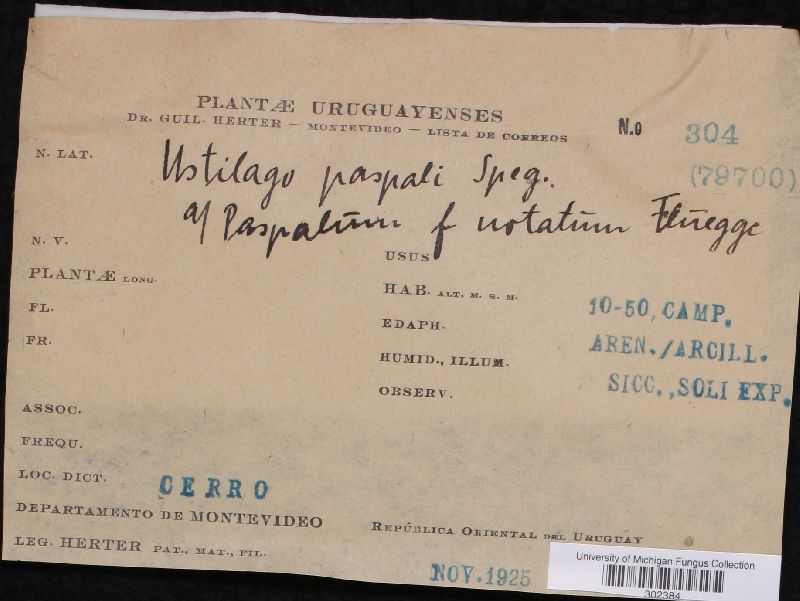 PLANTÆ URUGUAYENSES
DR. GUIL. HERTER — MONTEVIDEO — LISTA DE CORREOS
N.o 304
(79700)
N. LAT. Ustilago paspali Speg.
a/ Paspalum f notatum Flüegge
N. V.
USUS
PLANTÆ LONG.
HAB. ALT. M. S. M. 10-50, CAMP.
FL.
EDAPH. AREN./ARCILL.
FR.
HUMID., ILLUM. SICC., SOLI EXP.
OBSERV.
ASSOC.
FREQU.
LOC. DICT. CERRO
DEPARTAMENTO DE MONTEVIDEO
REPÚBLICA ORIENTAL DEL URUGUAY
LEG. HERTER PAT., MAT., FIL.
NOV. 1925
University of Michigan Fungus Collection
302384